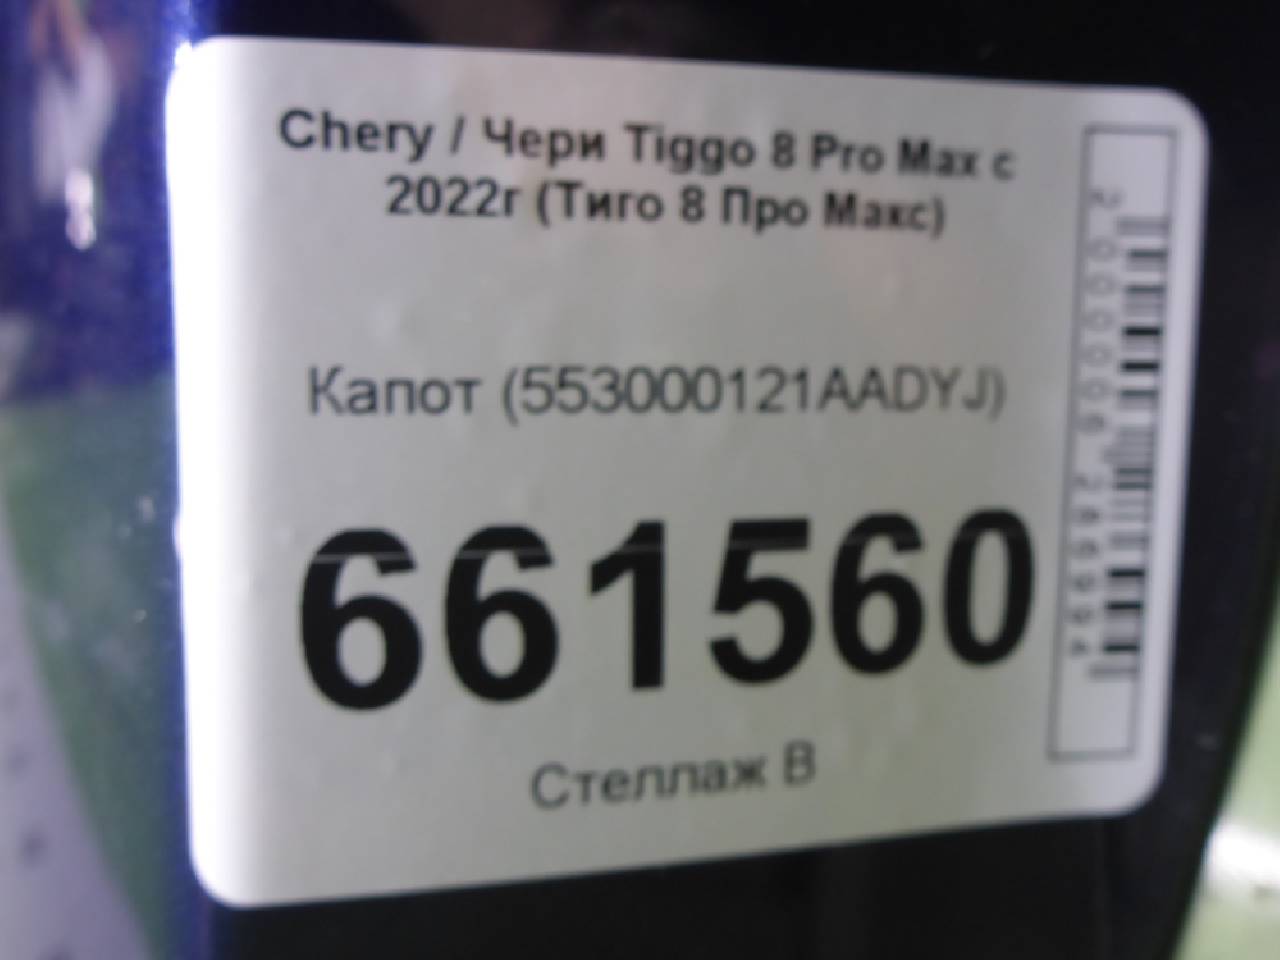 Chery / Чери Tiggo 8 Pro Max с
2022г (Тиго 8 Про Макс)
Капот (553000121AADYJ)
661560
Стеллаж В